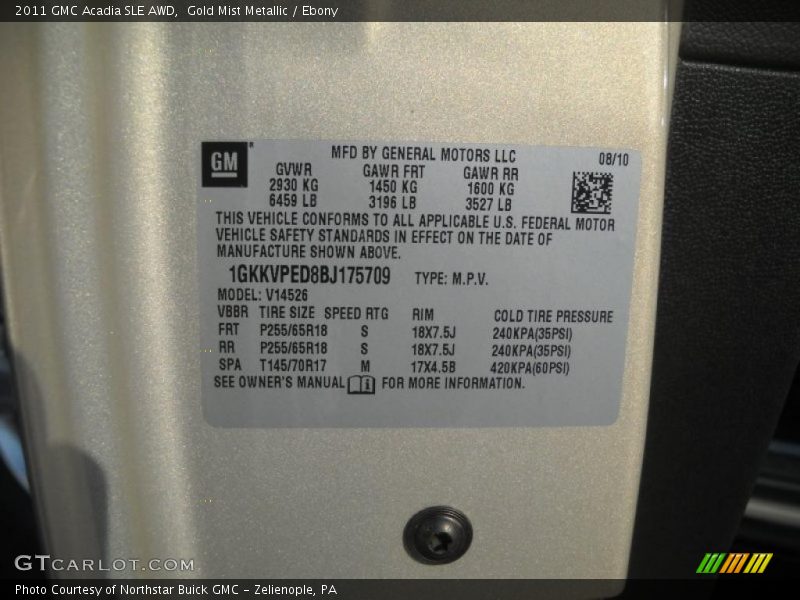 2011 GMC Acadia SLE AWD, Gold Mist Metallic / Ebony
GM
MFD BY GENERAL MOTORS LLC 08/10
GVWR GAWR FRT GAWR RR
2930 KG 1450 KG 1600 KG
6459 LB 3196 LB 3527 LB
THIS VEHICLE CONFORMS TO ALL APPLICABLE U.S. FEDERAL MOTOR
VEHICLE SAFETY STANDARDS IN EFFECT ON THE DATE OF
MANUFACTURE SHOWN ABOVE.
1GKKVPED8BJ175709 TYPE: M.P.V.
MODEL: V14526
VBBR TIRE SIZE SPEED RTG RIM COLD TIRE PRESSURE
FRT P255/65R18 S 18X7.5J 240KPA(35PSI)
RR P255/65R18 S 18X7.5J 240KPA(35PSI)
SPA T145/70R17 M 17X4.5B 420KPA(60PSI)
SEE OWNER'S MANUAL FOR MORE INFORMATION.
GTCARLOT.COM
Photo Courtesy of Northstar Buick GMC - Zelienople, PA